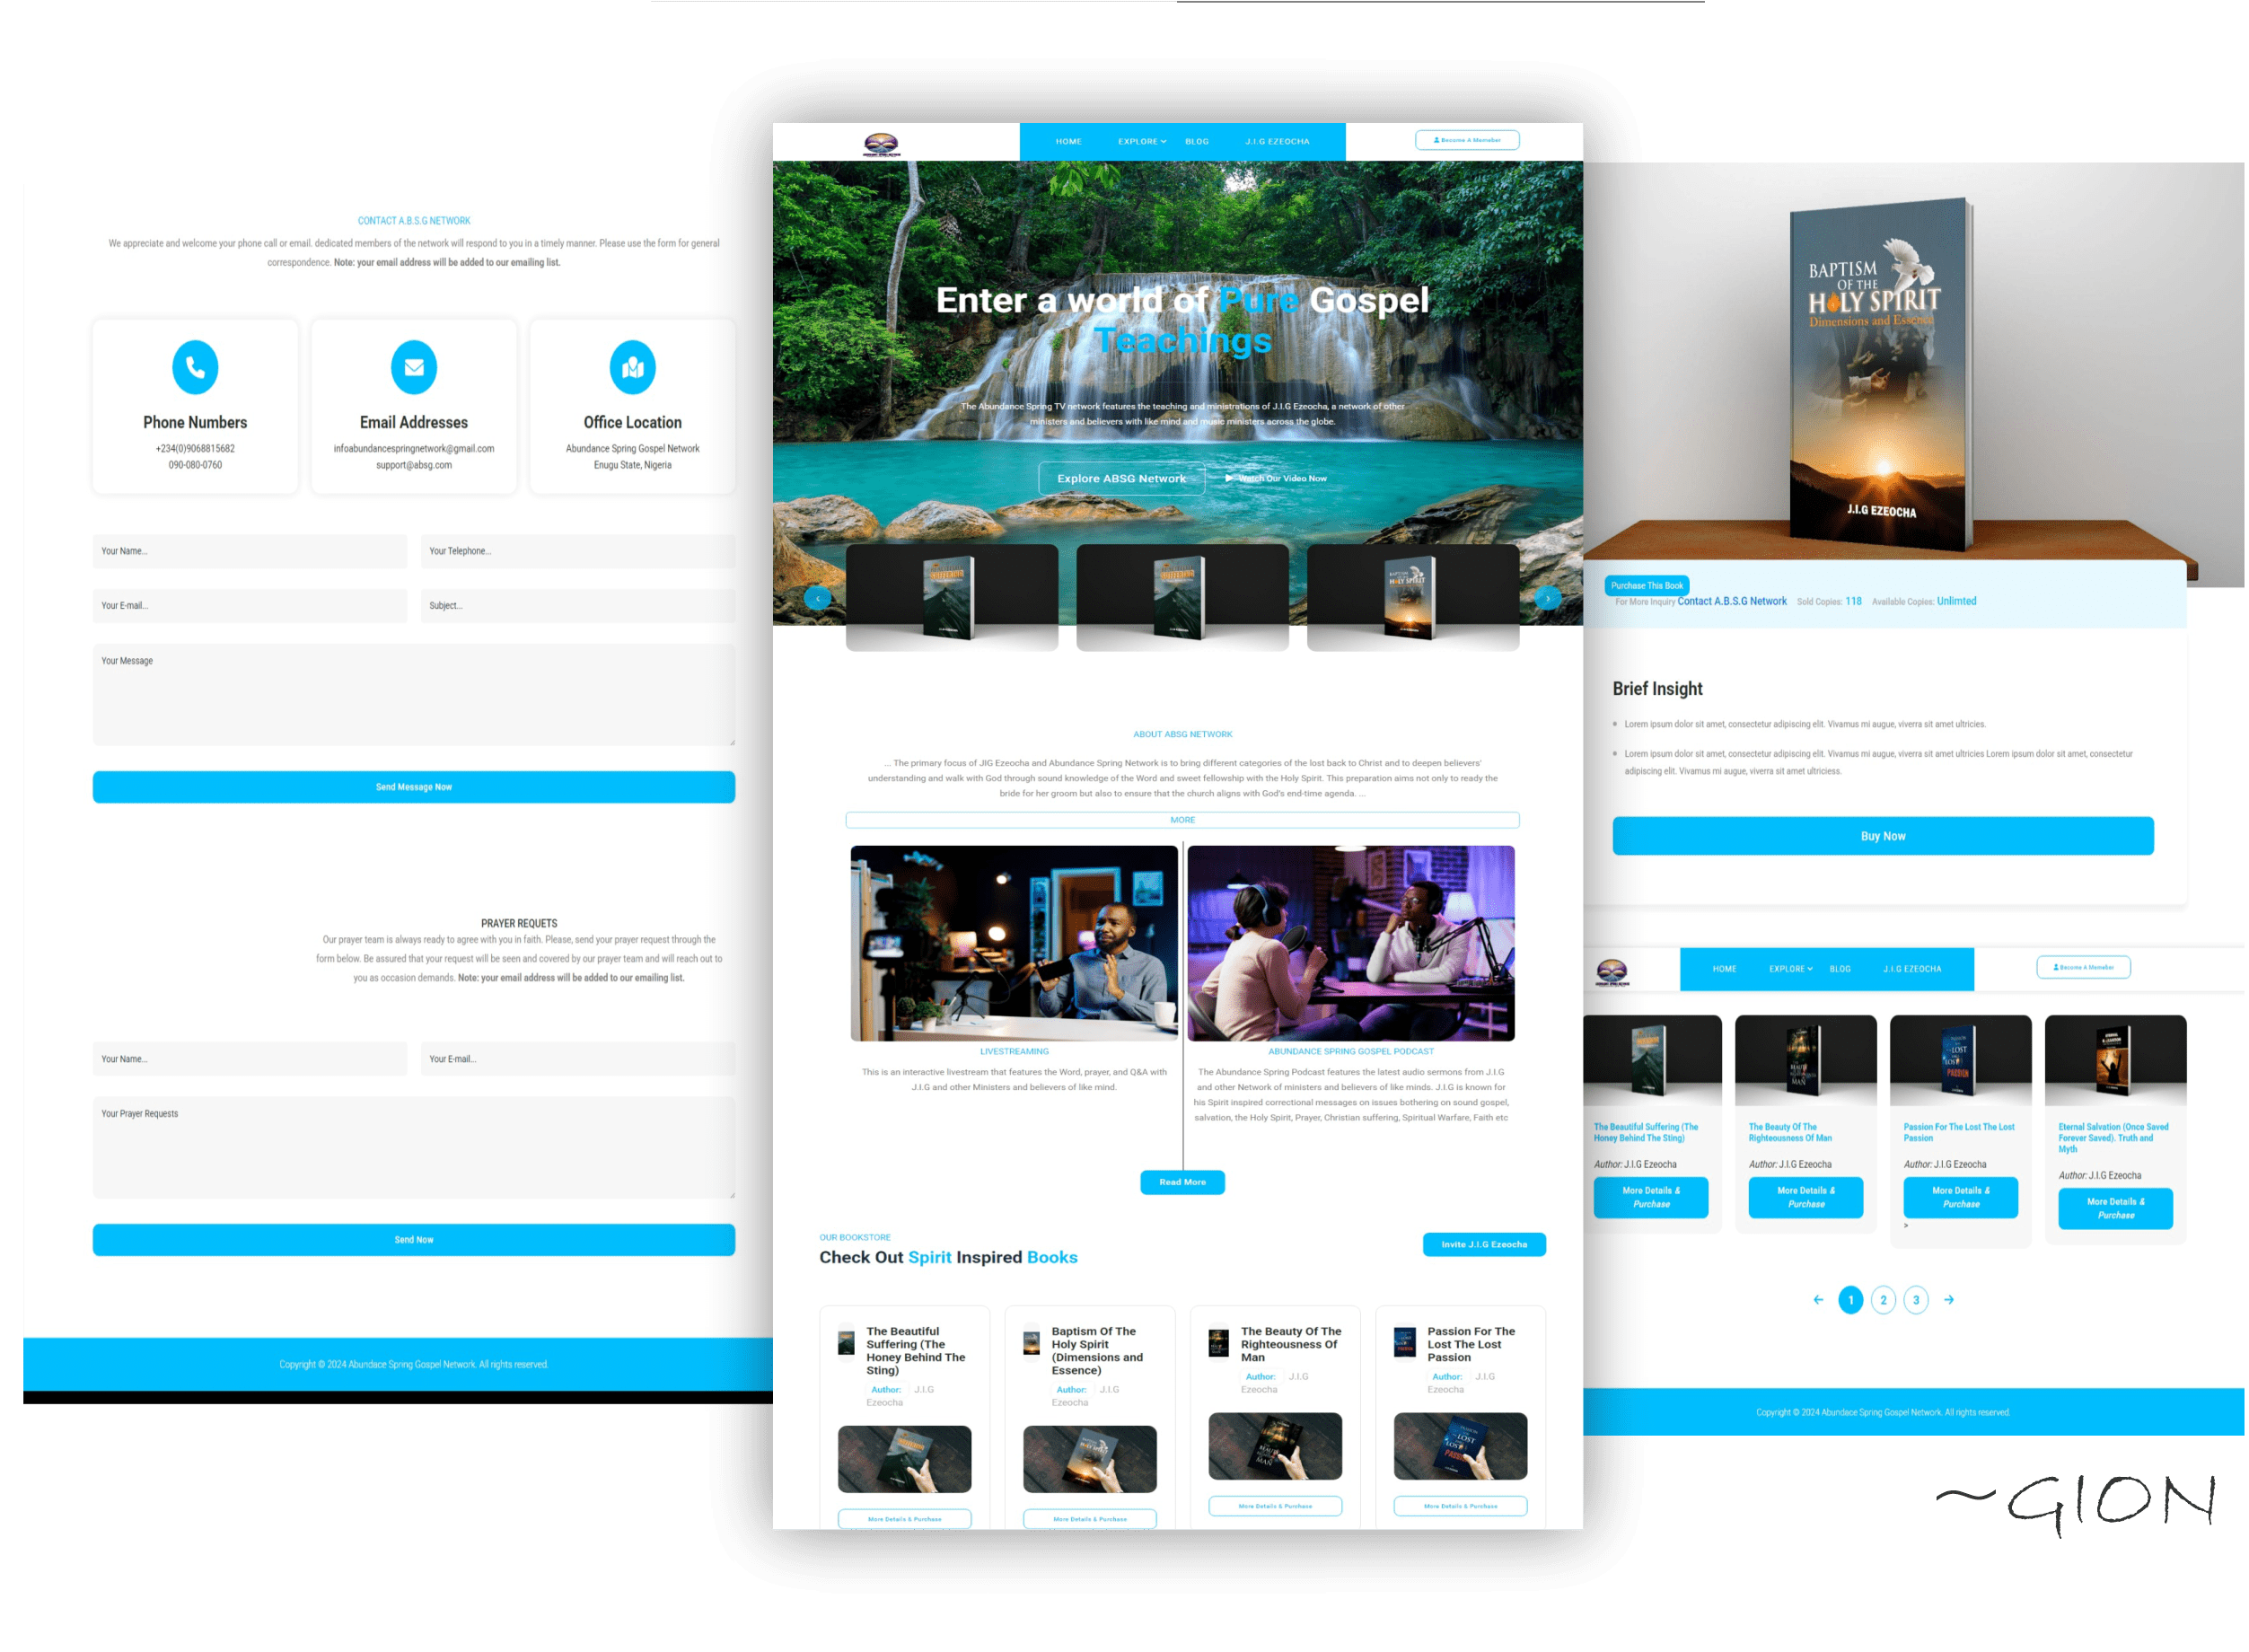 CONTACT A.B.S.G NETWORK
We appreciate and welcome your phone call or email. dedicated members of the network will respond to you in a timely manner. Please use the form for general
correspondence. Note: your email address will be added to our emailing list.
Phone Numbers
+234(0)9068815682
090-080-0760
Email Addresses
infoabundancespringnetwork@gmail.com
support@absg.com
Office Location
Abundance Spring Gospel Network
Enugu State, Nigeria
Your Name...
Your Telephone...
Your E-mail...
Subject...
Your Message
Send Message Now
PRAYER REQUETS
Our prayer team is always ready to agree with you in faith. Please, send your prayer request through the
form below. Be assured that your request will be seen and covered by our prayer team and will reach out to
you as occasion demands. Note: your email address will be added to our emailing list.
Your Name...
Your E-mail...
Your Prayer Requests
Send Now
Copyright © 2024 Abundace Spring Gospel Network. All rights reserved.
HOME
EXPLORE
BLOG
J.I.G EZEOCHA
Become A Memeber
Enter a world of Pure Gospel
Teachings
The Abundance Spring TV network features the teaching and ministrations of J.I.G Ezeocha, a network of other
ministers and believers with like mind and music ministers across the globe.
Explore ABSG Network
Watch Our Video Now
BAPTISM
OF THE
HOLY SPIRIT
ABOUT ABSG NETWORK
... The primary focus of JIG Ezeocha and Abundance Spring Network is to bring different categories of the lost back to Christ and to deepen believers'
understanding and walk with God through sound knowledge of the Word and sweet fellowship with the Holy Spirit. This preparation aims not only to ready the
bride for her groom but also to ensure that the church aligns with God's end-time agenda. ...
MORE
LIVESTREAMING
This is an interactive livestream that features the Word, prayer, and Q&A with
J.I.G and other Ministers and believers of like mind.
ABUNDANCE SPRING GOSPEL PODCAST
The Abundance Spring Podcast features the latest audio sermons from J.I.G
and other Network of ministers and believers of like minds. J.I.G is known for
his Spirit inspired correctional messages on issues bothering on sound gospel,
salvation, the Holy Spirit, Prayer, Christian suffering, Spiritual Warfare, Faith etc
Read More
OUR BOOKSTORE
Check Out Spirit Inspired Books
Invite J.I.G Ezeocha
The Beautiful
Suffering (The
Honey Behind The
Sting)
Author: J.I.G
Ezeocha
More Details & Purchase
Baptism Of The
Holy Spirit
(Dimensions and
Essence)
Author: J.I.G
Ezeocha
More Details & Purchase
The Beauty Of The
Righteousness Of
Man
Author: J.I.G
Ezeocha
More Details & Purchase
Passion For The
Lost The Lost
Passion
Author: J.I.G
Ezeocha
More Details & Purchase
BAPTISM
OF THE
HOLY SPIRIT
Dimensions and Essence
J.I.G EZEOCHA
Purchase This Book
For More Inquiry Contact A.B.S.G Network Sold Copies: 118 Available Copies: Unlimted
Brief Insight
Lorem ipsum dolor sit amet, consectetur adipiscing elit. Vivamus mi augue, viverra sit amet ultricies.
Lorem ipsum dolor sit amet, consectetur adipiscing elit. Vivamus mi augue, viverra sit amet ultricies Lorem ipsum dolor sit amet, consectetur
adipiscing elit. Vivamus mi augue, viverra sit amet ultriciess.
Buy Now
HOME
EXPLORE
BLOG
J.I.G EZEOCHA
Become A Memeber
The Beautiful Suffering (The
Honey Behind The Sting)
Author: J.I.G Ezeocha
More Details &
Purchase
The Beauty Of The
Righteousness Of Man
Author: J.I.G Ezeocha
More Details &
Purchase
Passion For The Lost The Lost
Passion
Author: J.I.G Ezeocha
More Details &
Purchase
>
Eternal Salvation (Once Saved
Forever Saved). Truth and
Myth
Author: J.I.G Ezeocha
More Details &
Purchase
1 2 3
Copyright © 2024 Abundace Spring Gospel Network. All rights reserved.
~GION